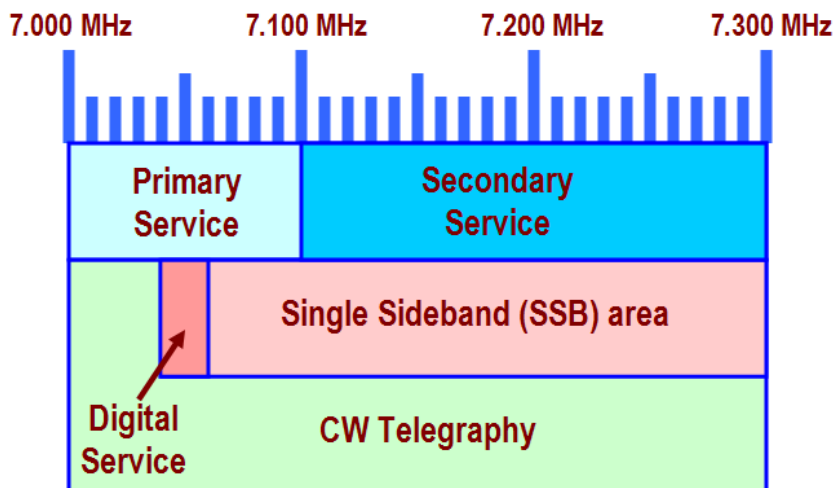 7.000 MHz 7.100 MHz 7.200 MHz 7.300 MHz
Primary
Service
Secondary
Service
Single Sideband (SSB) area
Digital
Service
CW Telegraphy